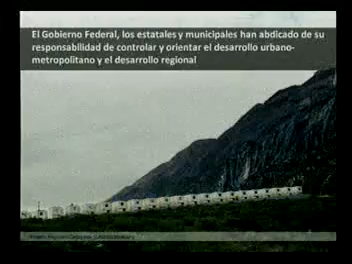 El Gobierno Federal, los estatales y municipales han abdicado de su
responsabilidad de controlar y orientar el desarrollo urbano-
metropolitano y el desarrollo regional